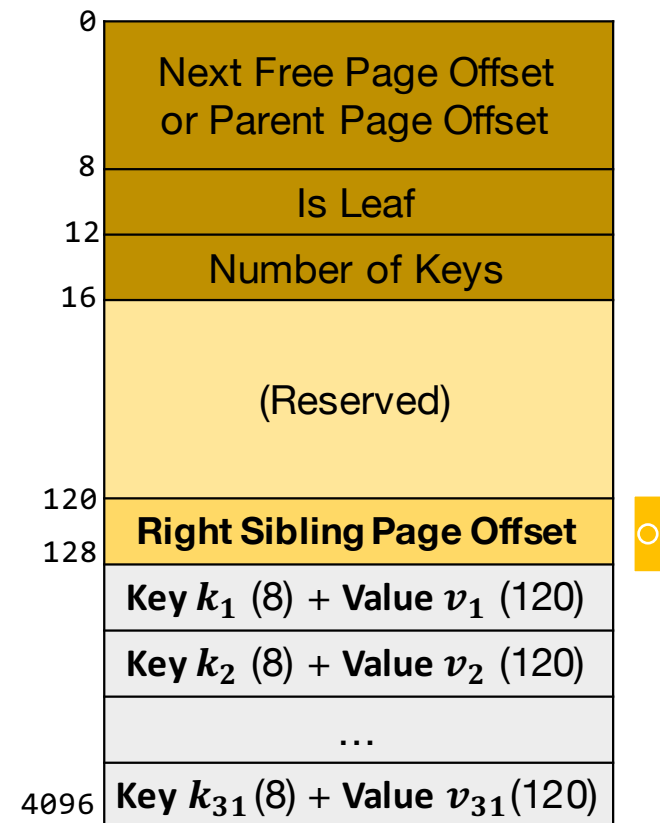 0
Next Free Page Offset
or Parent Page Offset
8
Is Leaf
12
Number of Keys
16
(Reserved)
120
Right Sibling Page Offset
128
Key k₁ (8) + Value v₁ (120)
Key k₂ (8) + Value v₂ (120)
...
4096
Key k₃₁(8) + Value v₃₁(120)